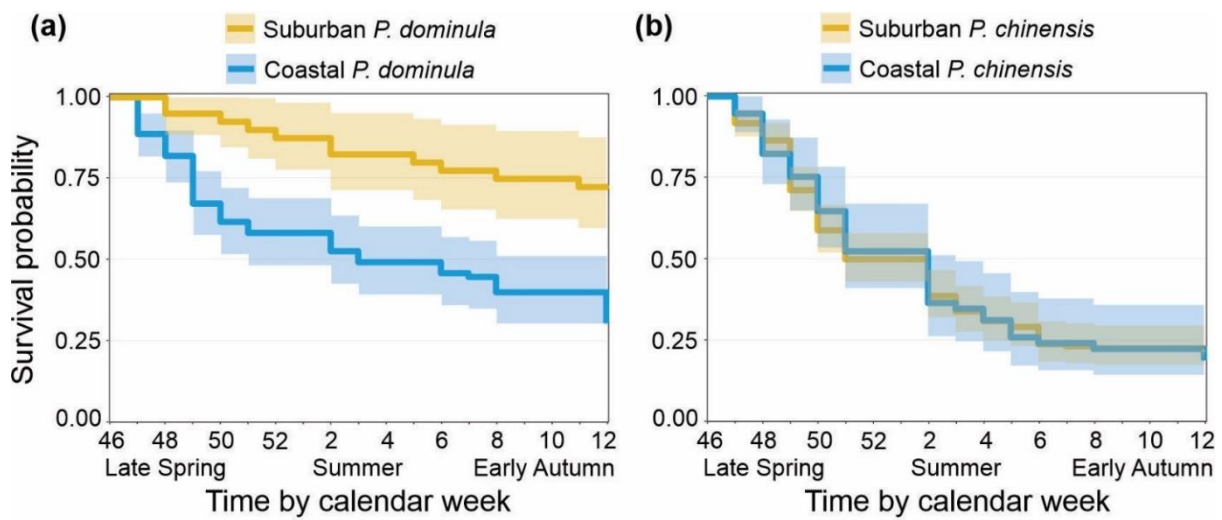 (a)
Suburban P. dominula
Coastal P. dominula
Survival probability
1.00
0.75
0.50
0.25
0.00
46 48 50 52 2 4 6 8 10 12
Late Spring Summer Early Autumn
Time by calendar week
(b)
Suburban P. chinensis
Coastal P. chinensis
1.00
0.75
0.50
0.25
0.00
46 48 50 52 2 4 6 8 10 12
Late Spring Summer Early Autumn
Time by calendar week